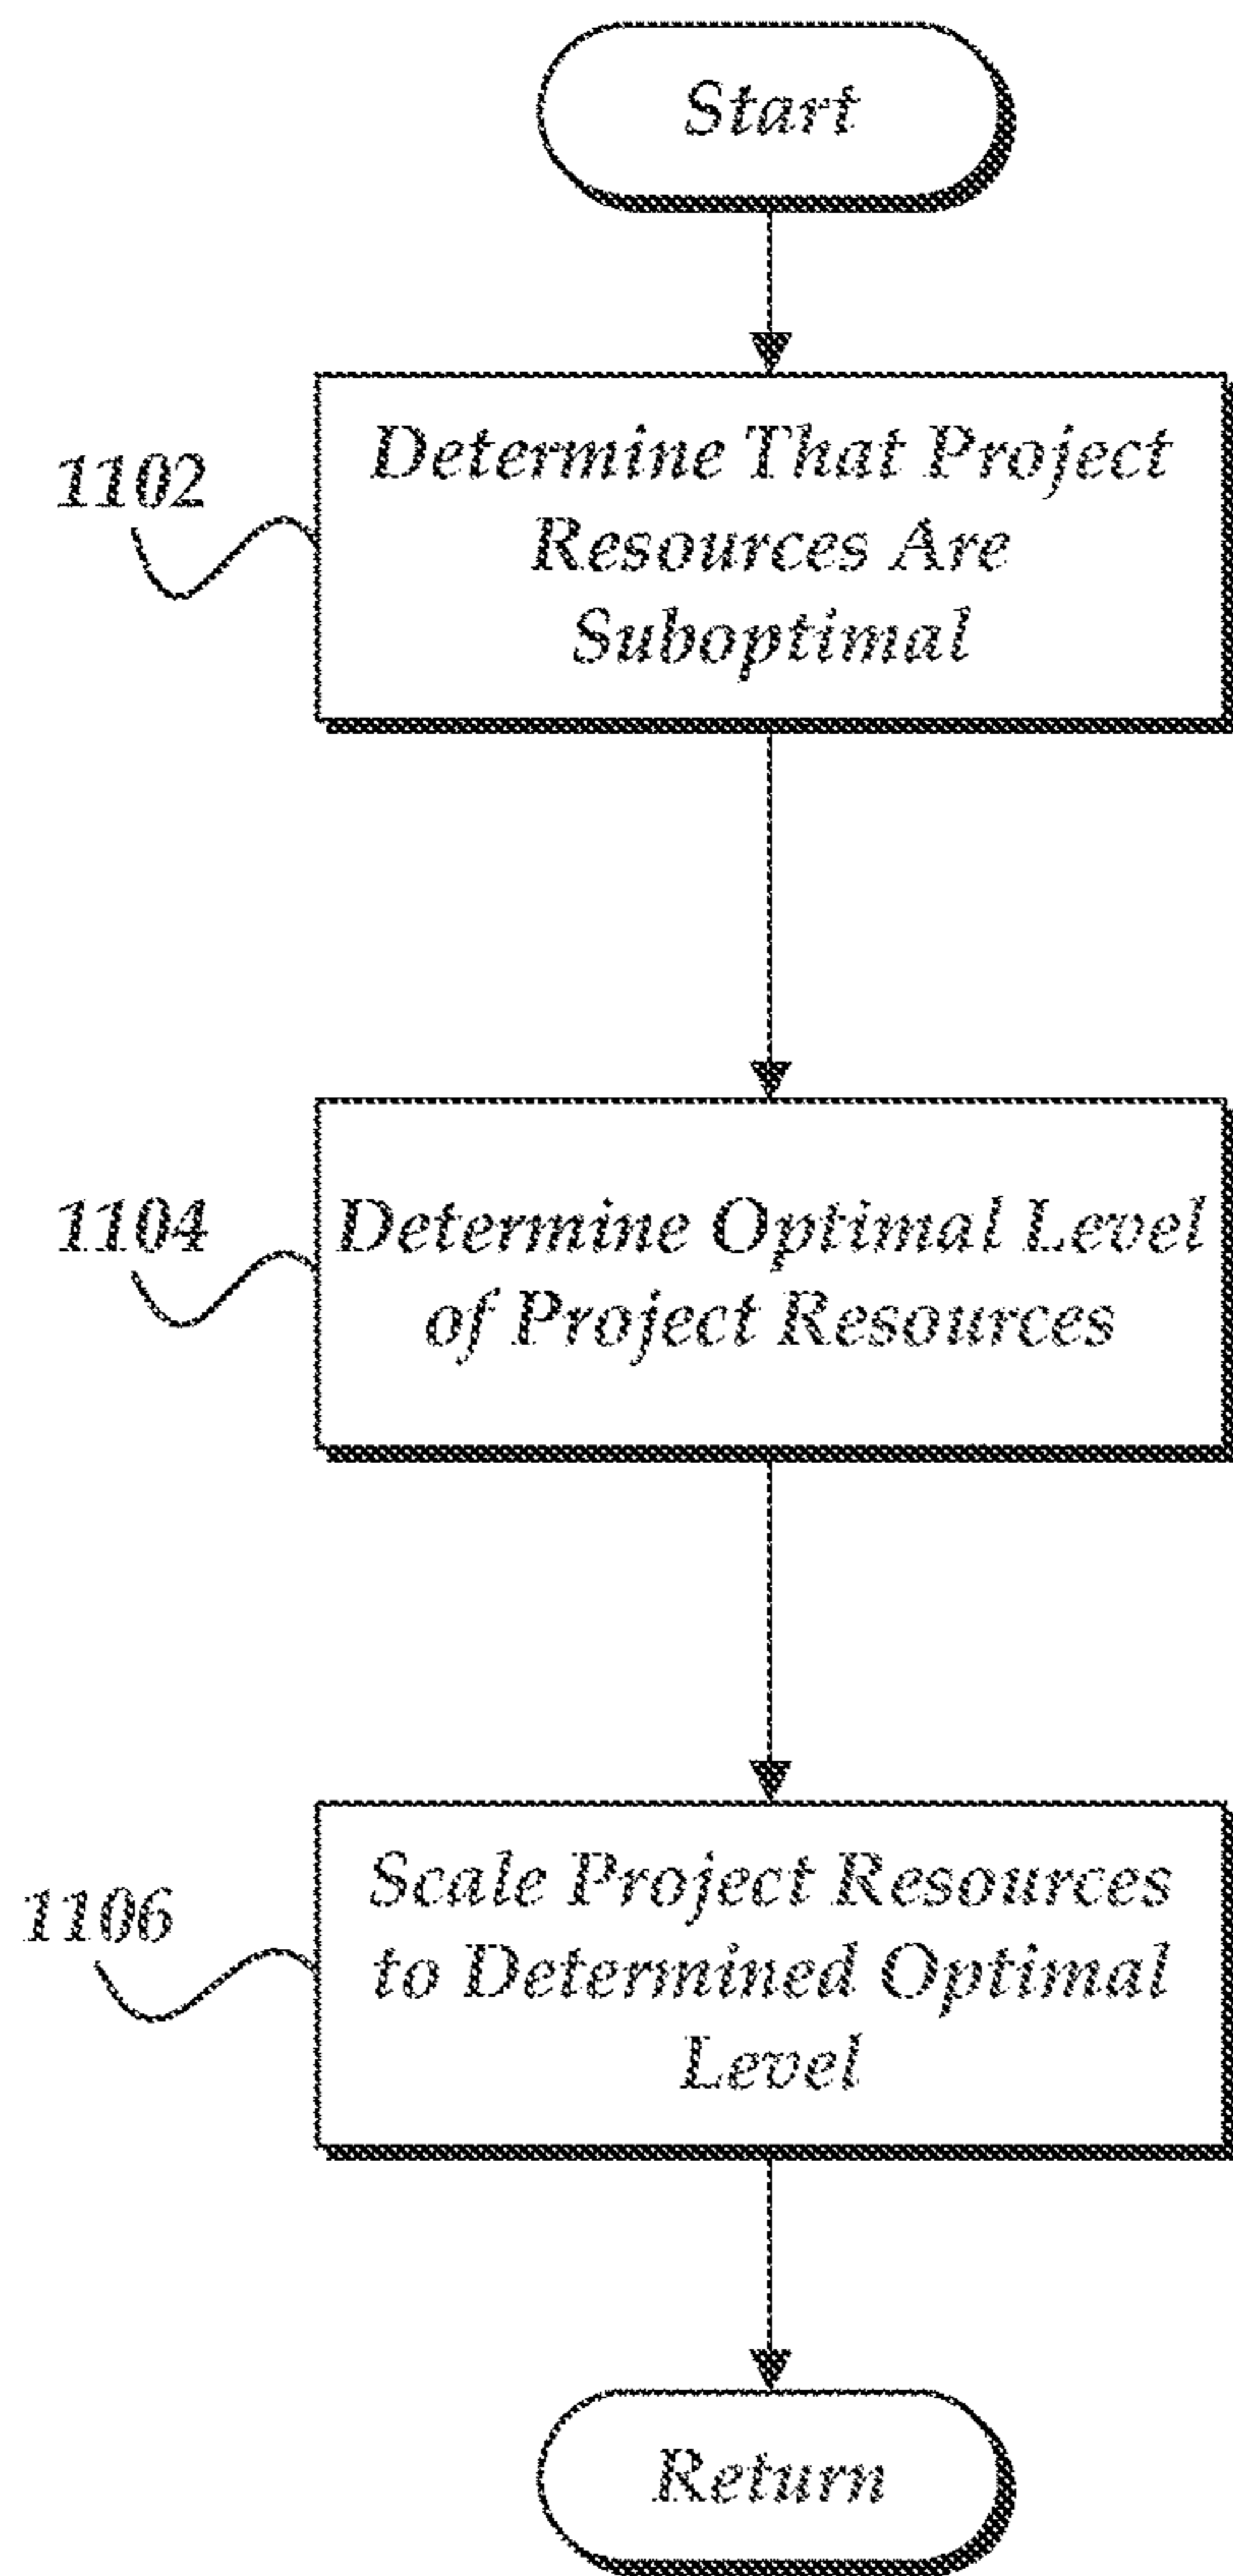 Start
1102
Determine That Project
Resources Are
Suboptimal
1104
Determine Optimal Level
of Project Resources
1106
Scale Project Resources
to Determined Optimal
Level
Return